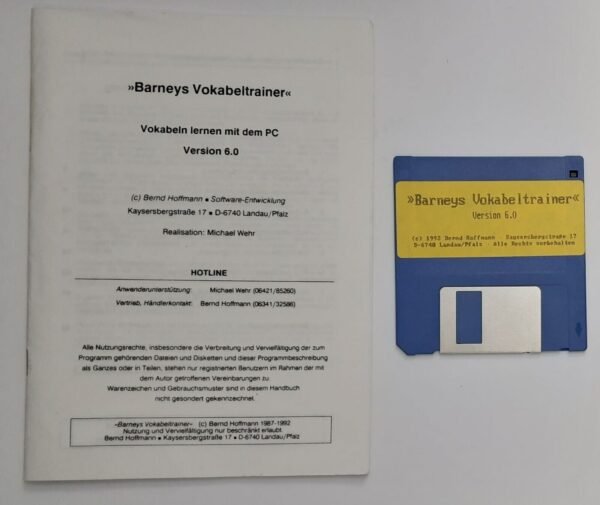 »Barneys Vokabeltrainer«
Vokabeln lernen mit dem PC
Version 6.0
(c) Bernd Hoffmann • Software-Entwicklung
Kaysersbergstraße 17 • D-6740 Landau/Pfalz
Realisation: Michael Wehr
HOTLINE
Anwenderunterstützung: Michael Wehr (06421/85260)
Vertrieb, Händlerkontakt: Bernd Hoffmann (06341/32586)
Alle Nutzungsrechte, insbesondere die Verbreitung und Vervielfältigung der zum
Programm gehörenden Dateien und Disketten und dieser Programmbeschreibung
als Ganzes oder in Teilen, stehen nur registrierten Benutzern im Rahmen der mit
dem Autor getroffenen Vereinbarungen zu
Warenzeichen und Gebrauchsmuster sind in diesem Handbuch
nicht gesondert gekennzeichnet.
»Barneys Vokabeltrainer« (c) Bernd Hoffmann 1987-1992
Nutzung und Vervielfältigung nur beschränkt erlaubt.
Bernd Hoffmann • Kaysersbergstraße 17 • D-6740 Landau/Pfalz
»Barneys Vokabeltrainer«
Version 6.0
(c) 1992 Bernd Hoffmann - Kaysersbergstraße 17
D-6740 Landau/Pfalz - Alle Rechte vorbehalten